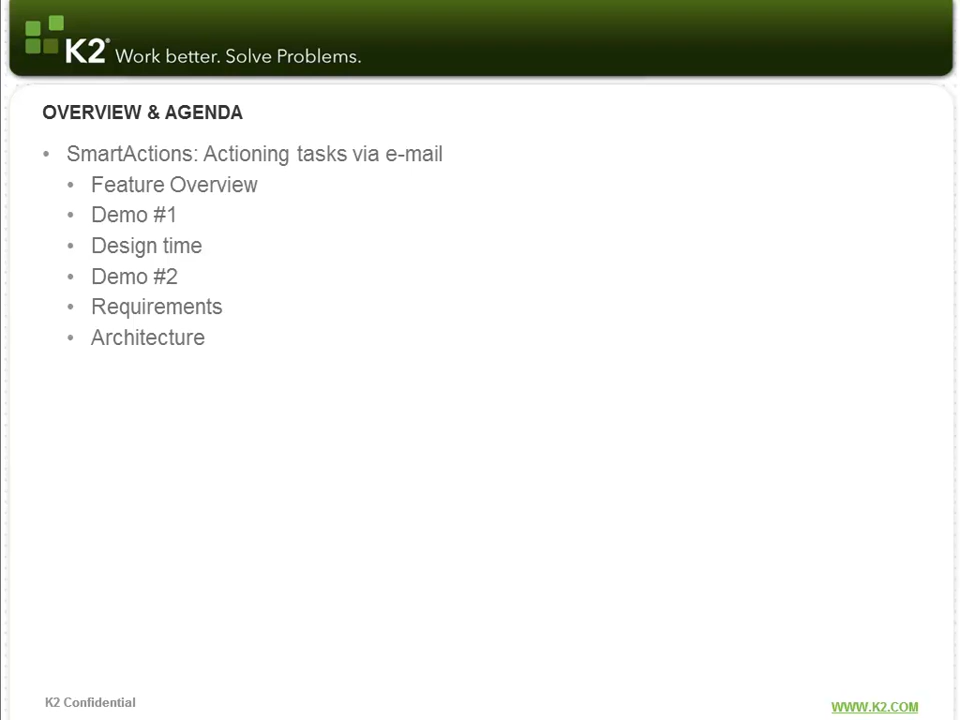 K2® Work better. Solve Problems.
OVERVIEW & AGENDA
• SmartActions: Actioning tasks via e-mail
• Feature Overview
• Demo #1
• Design time
• Demo #2
• Requirements
• Architecture
K2 Confidential
WWW.K2.COM